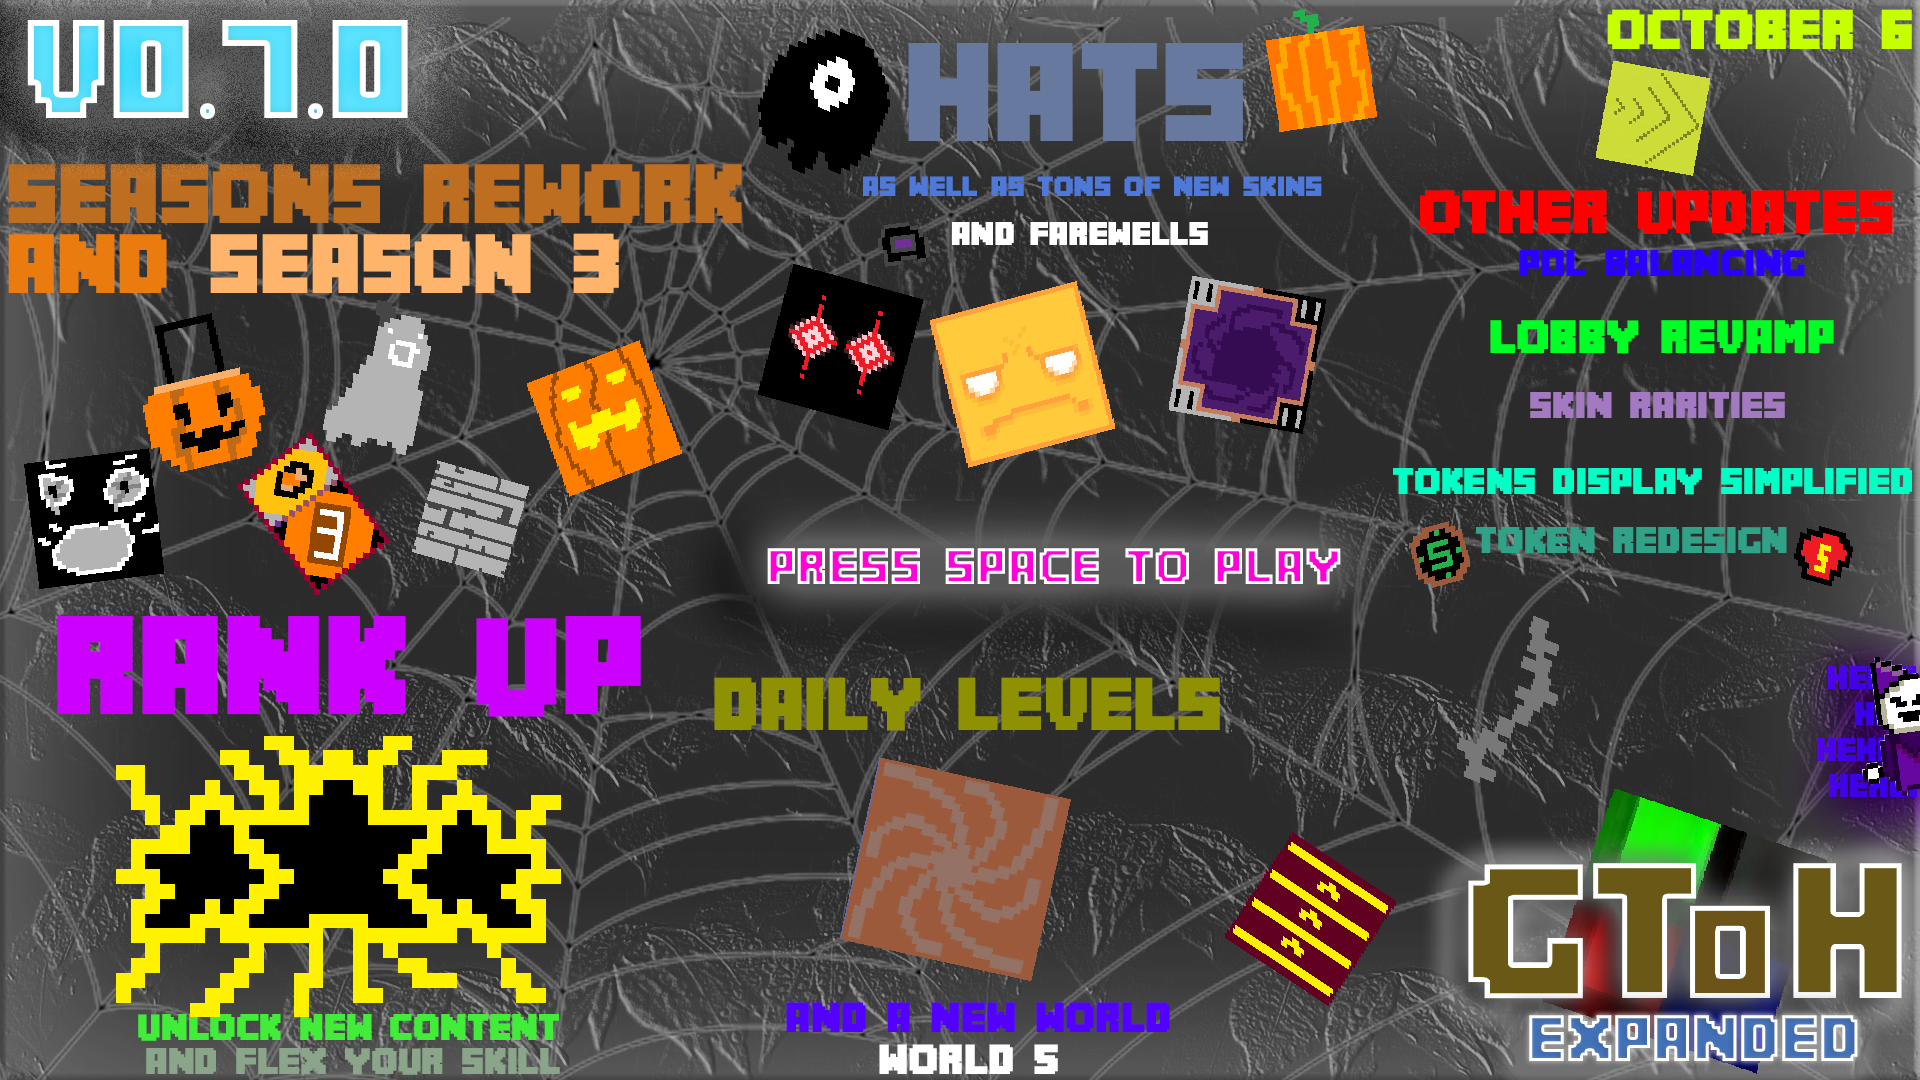 V0.7.0
SEASONS REWORK
AND SEASON 3
3
HATS
AS WELL AS TONS OF NEW SKINS
AND FAREWELLS
OCTOBER 6
OTHER UPDATES
POL BALANCING
LOBBY REVAMP
SKIN RARITIES
TOKENS DISPLAY SIMPLIFIED
TOKEN REDESIGN
PRESS SPACE TO PLAY
RANK UP
UNLOCK NEW CONTENT
AND FLEX YOUR SKILL
DAILY LEVELS
AND A NEW WORLD
WORLD 5
GTOH
EXPANDED